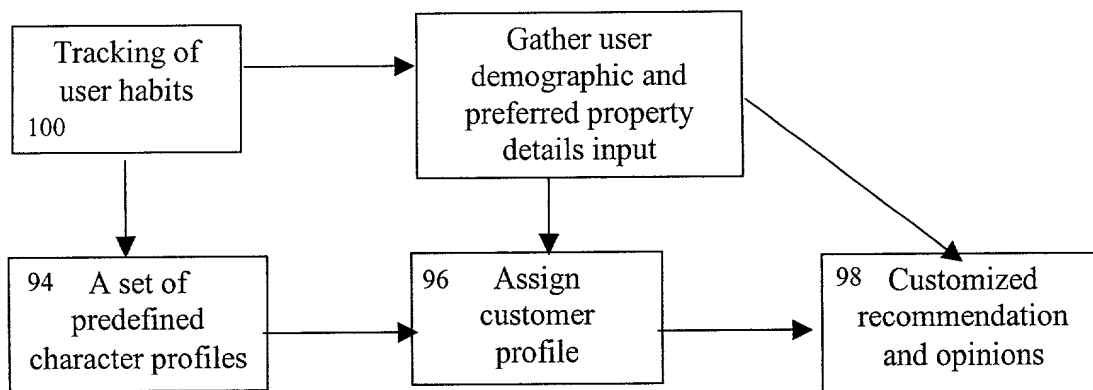 Tracking of
user habits
100
Gather user
demographic and
preferred property
details input
94 A set of
predefined
character profiles
96 Assign
customer
profile
98 Customized
recommendation
and opinions